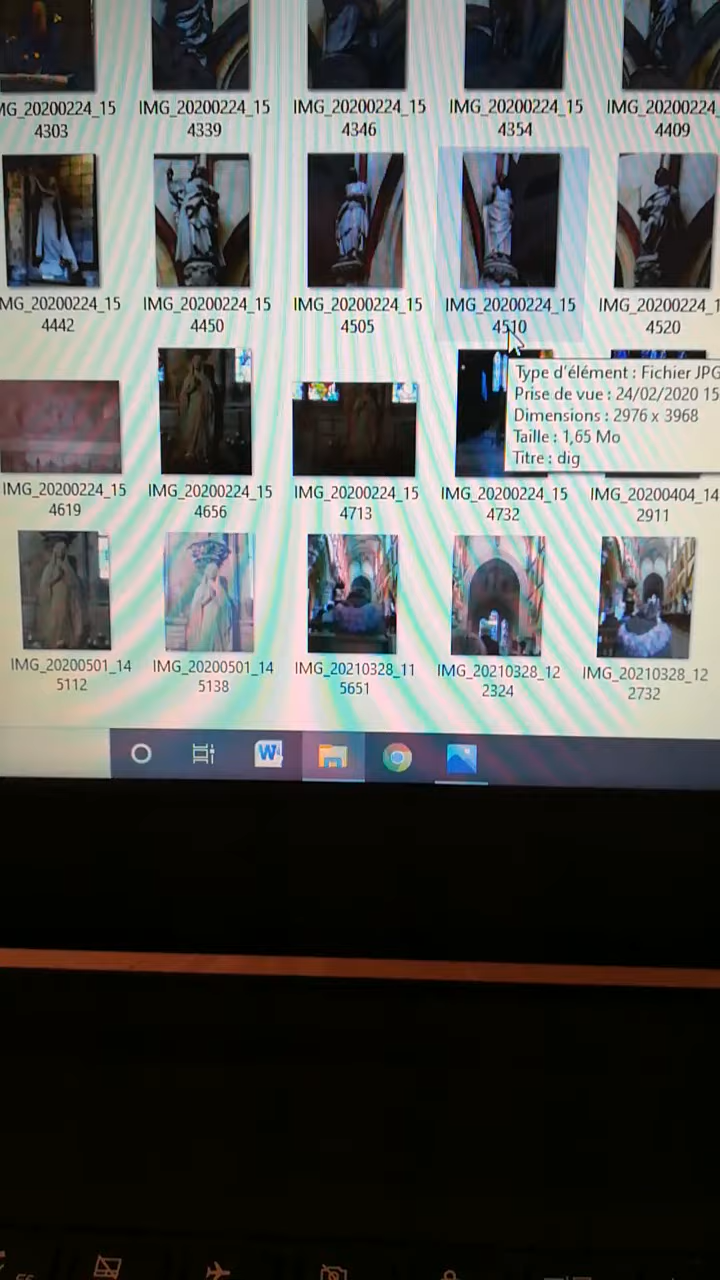 MG_20200224_15 IMG_20200224_15 IMG_20200224_15 IMG_20200224_15 IMG_20200224_
4303 4339 4346 4354 4409
MG_20200224_15 IMG_20200224_15 IMG_20200224_15 IMG_20200224_15 IMG_20200224_1
4442 4450 4505 4510 4520
Type d'élément : Fichier JPG
Prise de vue : 24/02/2020 15
Dimensions : 2976 x 3968
Taille : 1,65 Mo
Titre : dig
IMG_20200224_15 IMG_20200224_15 IMG_20200224_15 IMG_20200224_15 IMG_20200404_14
4619 4656 4713 4732 2911
IMG_20200501_14 IMG_20200501_14 IMG_20210328_11 IMG_20210328_12 IMG_20210328_12
5112 5138 5651 2324 2732
W